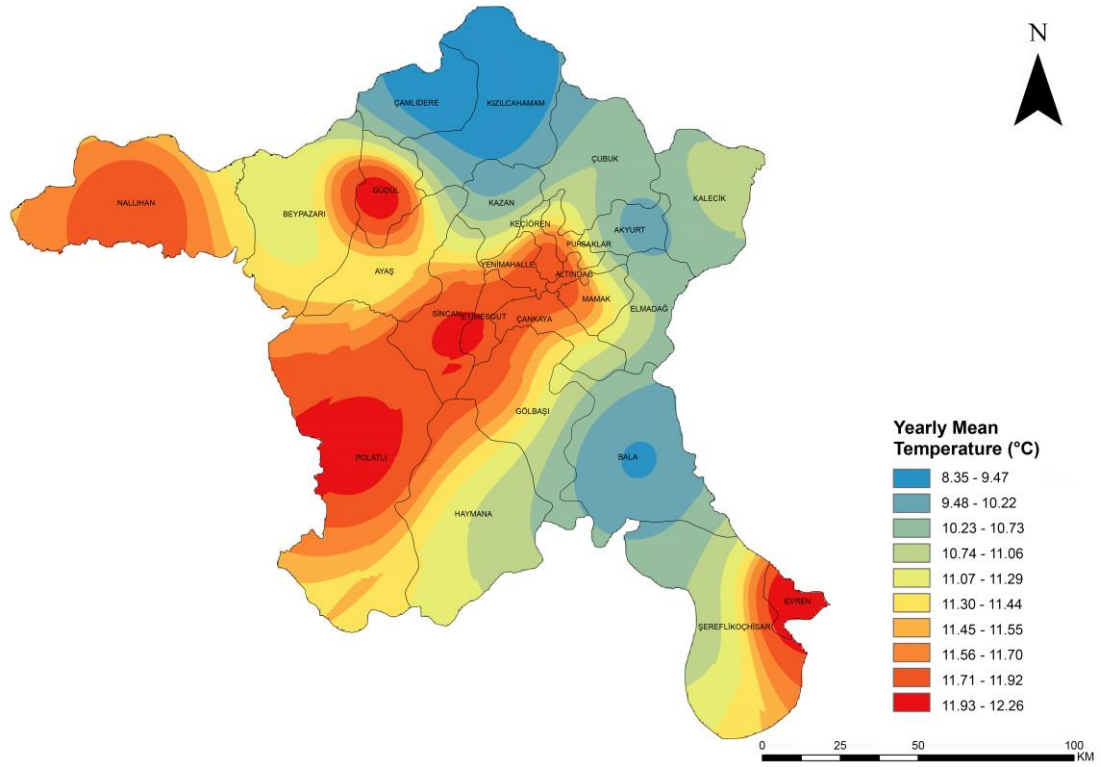 N
ÇAMLIDERE
KIZILCAHAMAM
ÇUBUK
GÜDÜL
KALECİK
NALLIHAN
KAZAN
BEYPAZARI
KEÇİÖREN
AKYURT
PURSAKLAR
YENİMAHALLE
AYAŞ
ALTINDAĞ
MAMAK
ELMADAĞ
SİNCAN
ETİMESGUT
ÇANKAYA
GÖLBAŞI
POLATLI
BALA
HAYMANA
EVREN
ŞEREFLİKOÇHİSAR
Yearly Mean
Temperature (°C)
8.35 - 9.47
9.48 - 10.22
10.23 - 10.73
10.74 - 11.06
11.07 - 11.29
11.30 - 11.44
11.45 - 11.55
11.56 - 11.70
11.71 - 11.92
11.93 - 12.26
0 25 50 100
KM